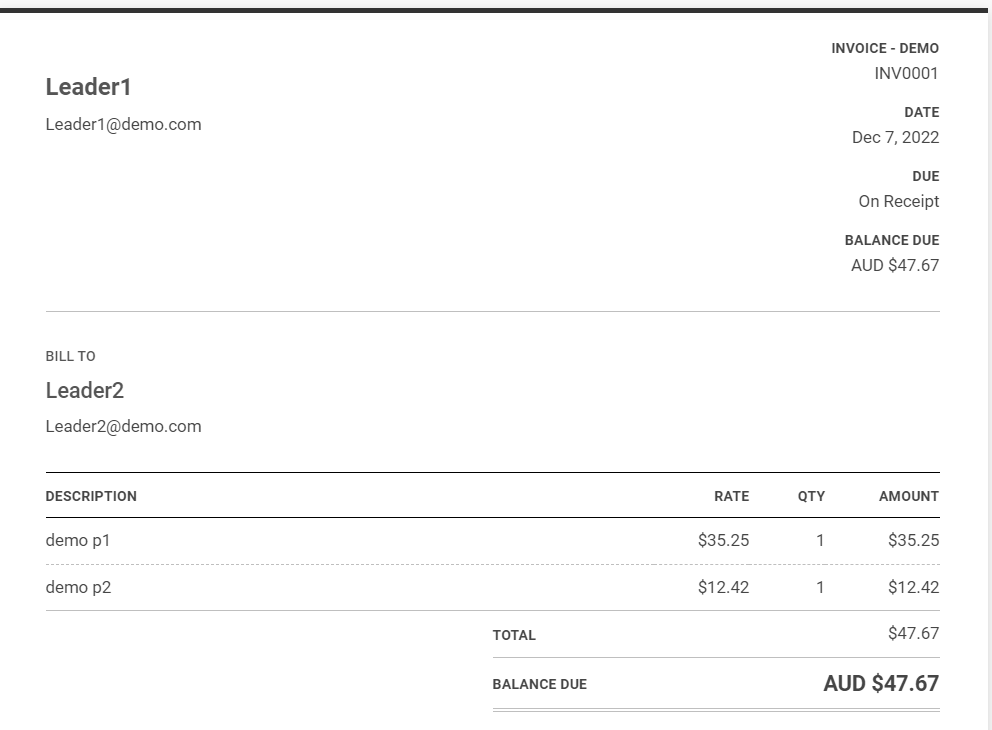 INVOICE - DEMO
INV0001
Leader1
Leader1@demo.com
DATE
Dec 7, 2022
DUE
On Receipt
BALANCE DUE
AUD $47.67
BILL TO
Leader2
Leader2@demo.com
DESCRIPTION RATE QTY AMOUNT
demo p1 $35.25 1 $35.25
demo p2 $12.42 1 $12.42
TOTAL $47.67
BALANCE DUE AUD $47.67